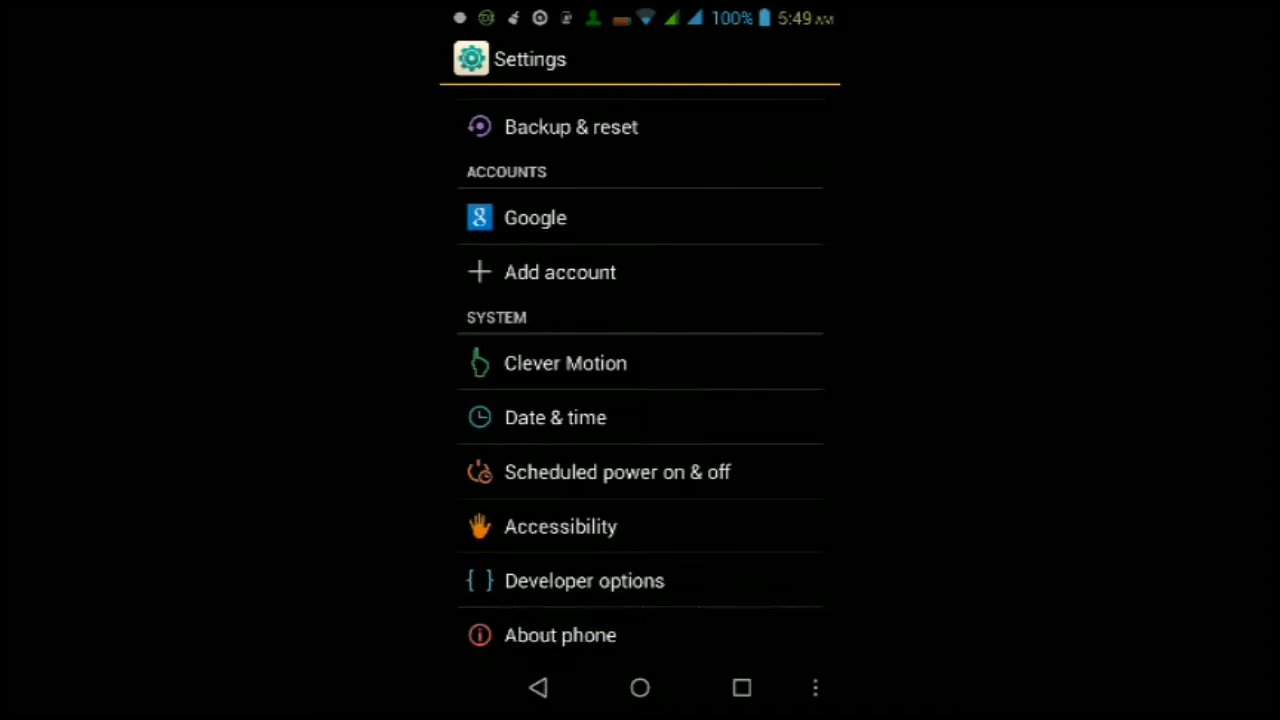 100% 5:49 AM
Settings
Backup & reset
ACCOUNTS
Google
Add account
SYSTEM
Clever Motion
Date & time
Scheduled power on & off
Accessibility
Developer options
About phone